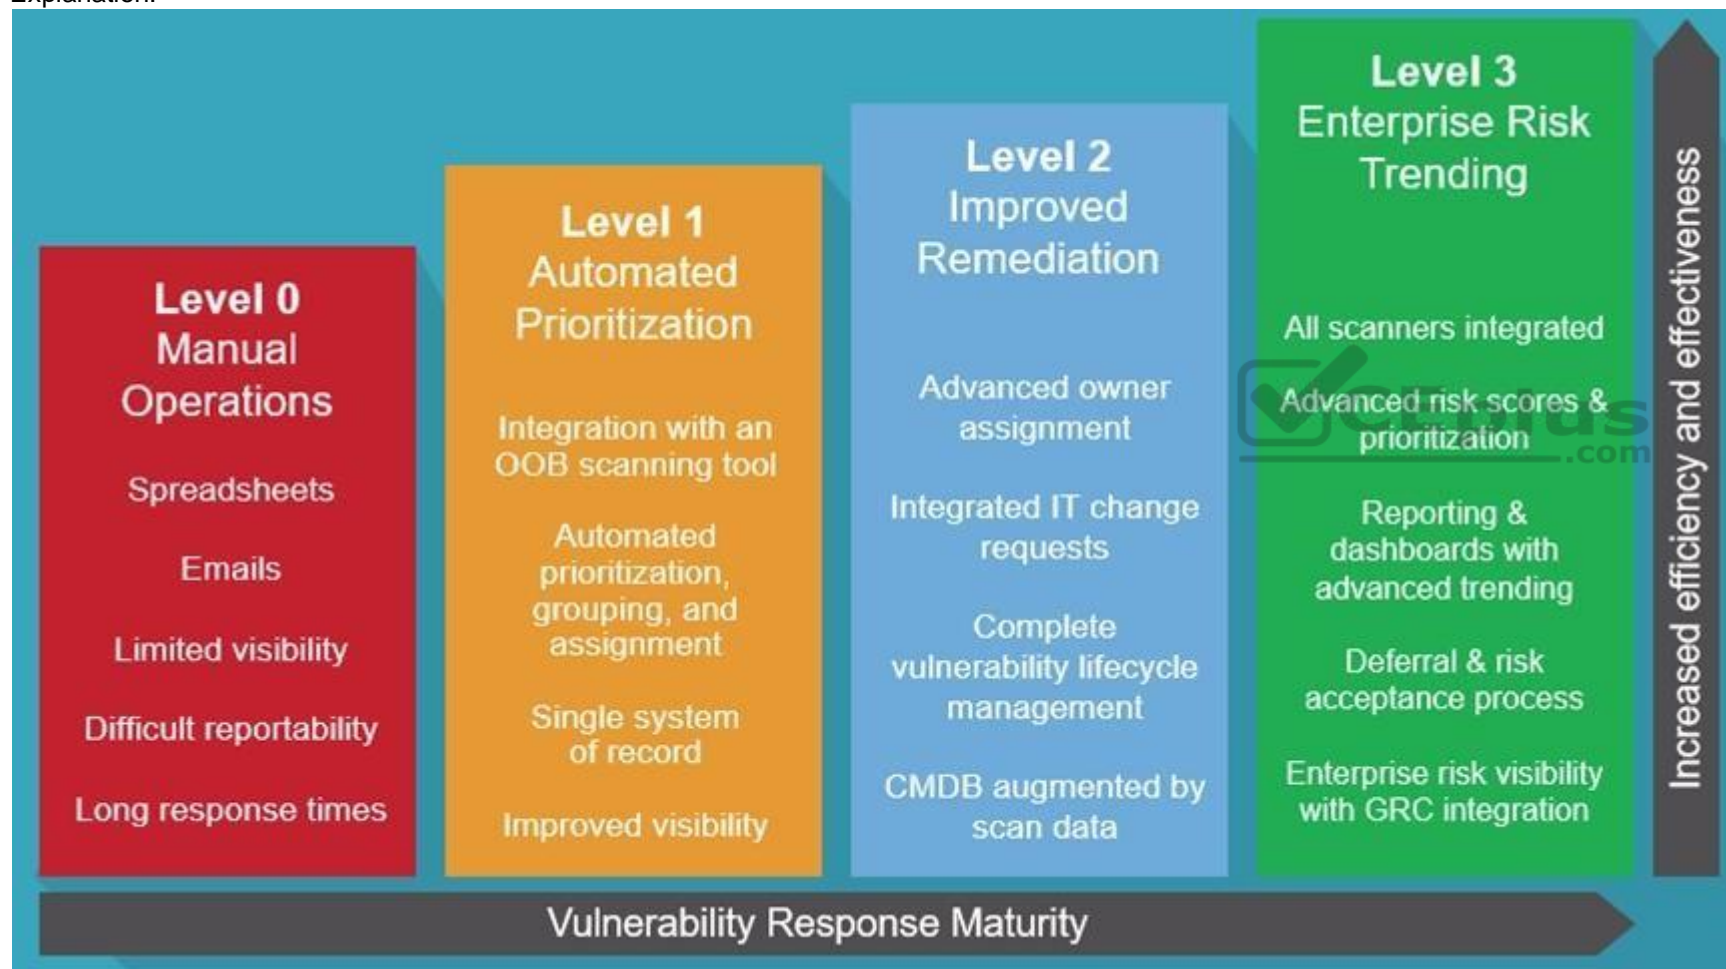 Explanation:
Level 0
Manual
Operations
Spreadsheets
Emails
Limited visibility
Difficult reportability
Long response times
Level 1
Automated
Prioritization
Integration with an
OOB scanning tool
Automated
prioritization,
grouping, and
assignment
Single system
of record
Improved visibility
Level 2
Improved
Remediation
Advanced owner
assignment
Integrated IT change
requests
Complete
vulnerability lifecycle
management
CMDB augmented by
scan data
Level 3
Enterprise Risk
Trending
All scanners integrated
Advanced risk scores &
prioritization
Reporting &
dashboards with
advanced trending
Deferral & risk
acceptance process
Enterprise risk visibility
with GRC integration
CEplus
.com
Increased efficiency and effectiveness
Vulnerability Response Maturity